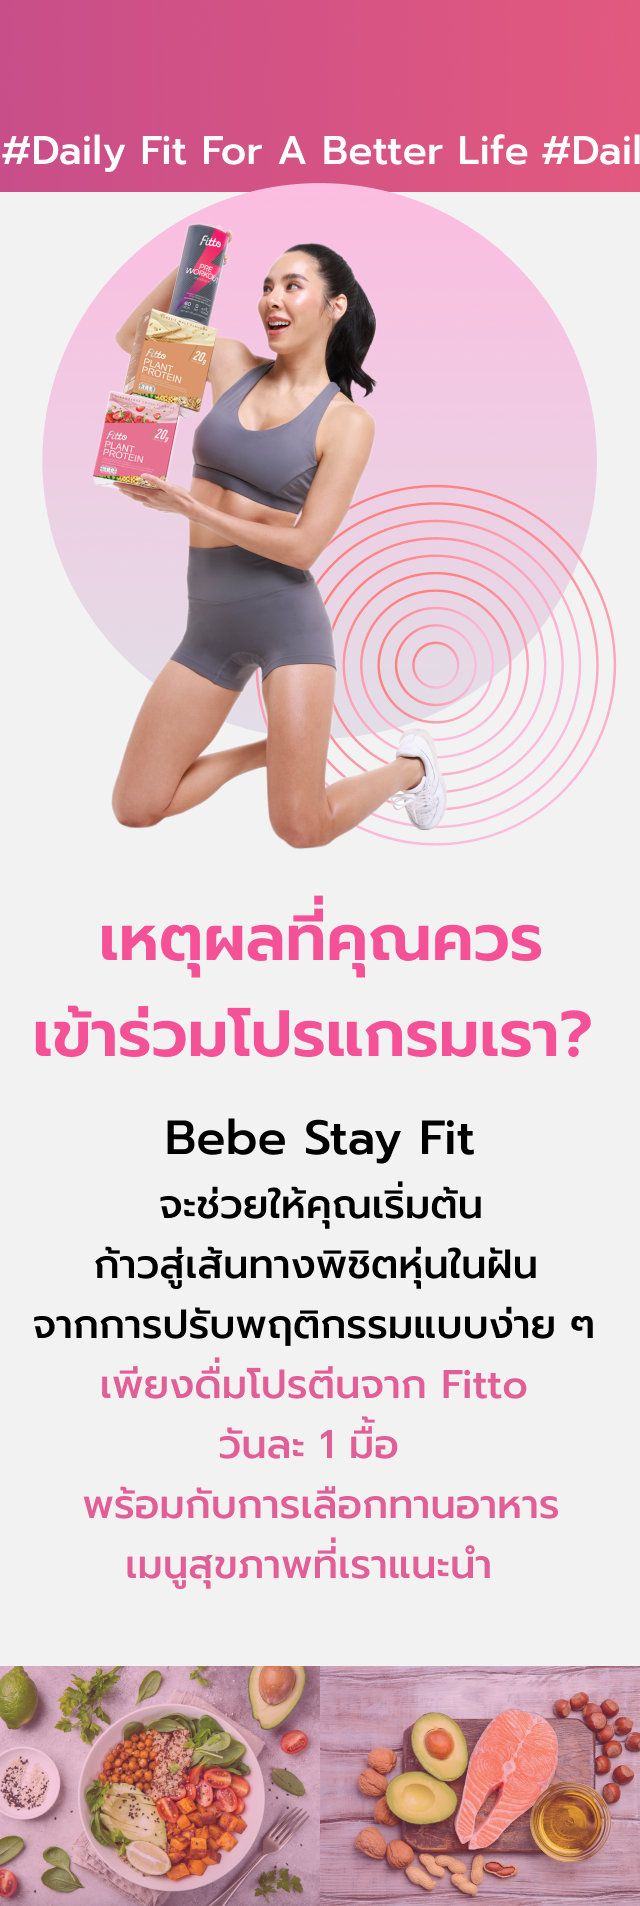 #Daily Fit For A Better Life #Dail
Fitto
PRE
WORKOUT
Fitto
20g
PLANT
PROTEIN
Fitto
20g
PLANT
PROTEIN
เหตุผลที่คุณควร
เข้าร่วมโปรแกรมเรา?
Bebe Stay Fit
จะช่วยให้คุณเริ่มต้น
ก้าวสู่เส้นทางพิชิตหุ่นในฝัน
จากการปรับพฤติกรรมแบบง่าย ๆ
เพียงดื่มโปรตีนจาก Fitto
วันละ 1 มื้อ
พร้อมกับการเลือกทานอาหาร
เมนูสุขภาพที่เราแนะนำ